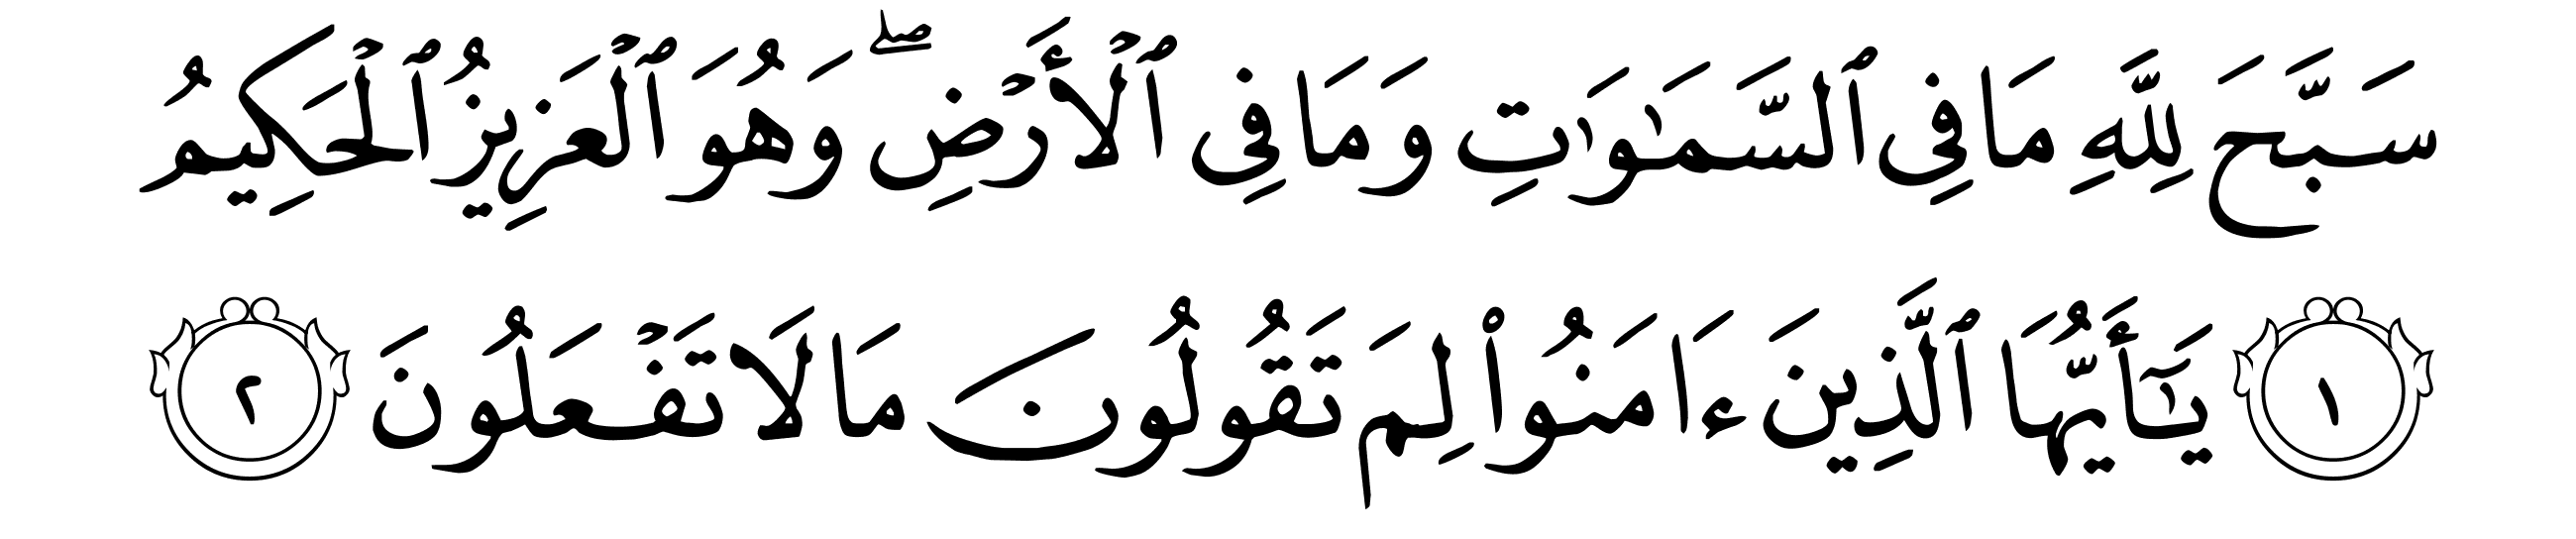 سَبَّحَ لِلَّهِ مَا فِى ٱلسَّمَـٰوَٰتِ وَمَا فِى ٱلْأَرْضِ ۖ وَهُوَ ٱلْعَزِيزُ ٱلْحَكِيمُ
١ يَـٰٓأَيُّهَا ٱلَّذِينَ ءَامَنُوا۟ لِمَ تَقُولُونَ مَا لَا تَفْعَلُونَ ٢